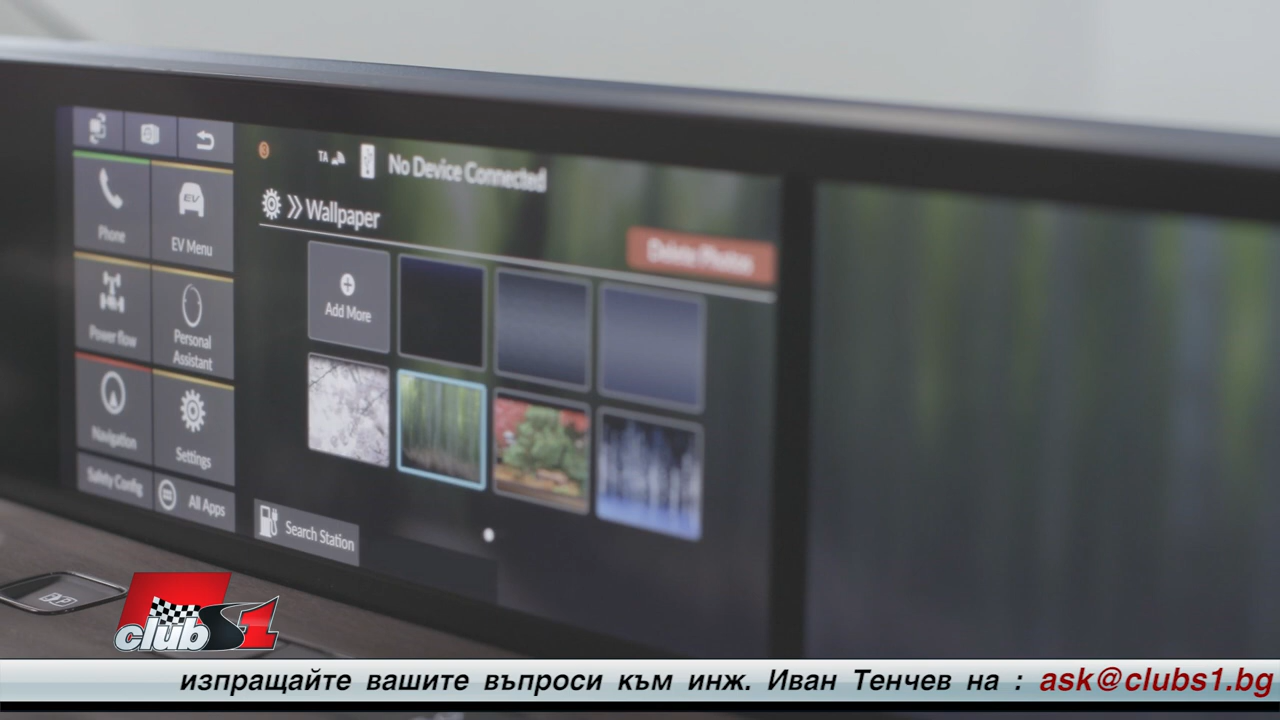 TA
No Device Connected
Wallpaper
Delete Photos
Phone
EV
EV Menu
Add More
Power flow
Personal
Assistant
Navigation
Settings
Safety Config
All Apps
Search Station
club S1
изпращайте вашите въпроси към инж. Иван Тенчев на : ask@clubs1.bg